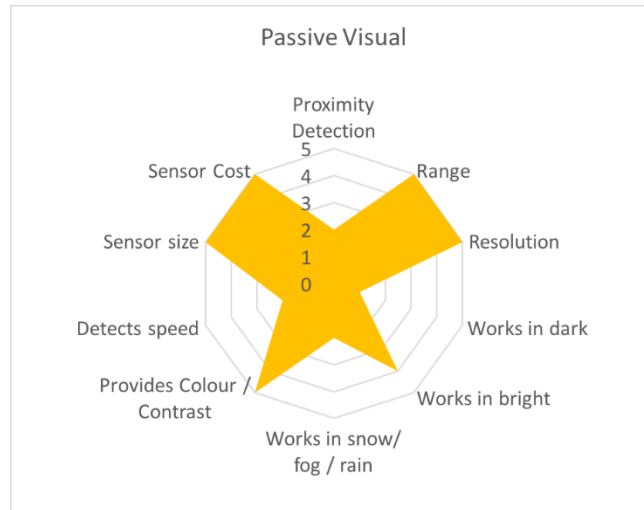 Passive Visual
Proximity
Detection
5
4
3
2
1
0
Sensor Cost
Range
Sensor size
Resolution
Detects speed
Works in dark
Provides Colour /
Contrast
Works in bright
Works in snow/
fog / rain